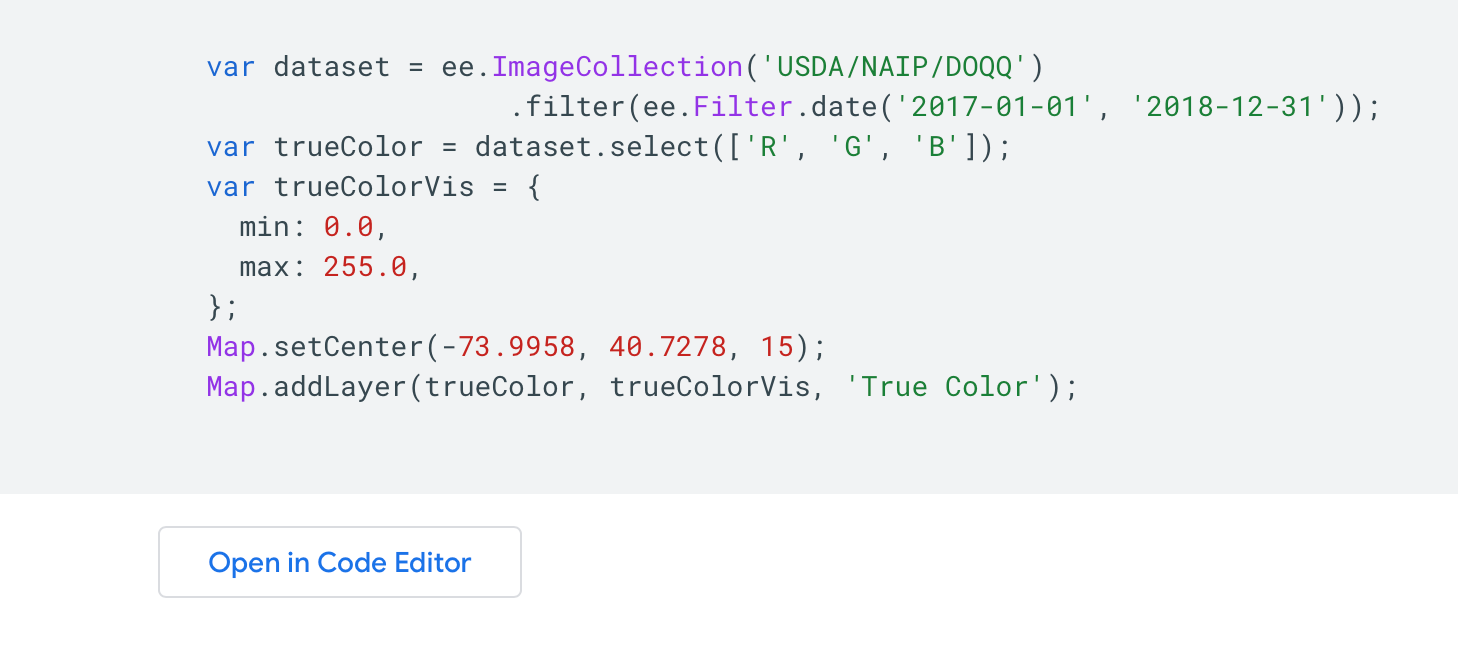 var dataset = ee.ImageCollection('USDA/NAIP/DOQQ')
                  .filter(ee.Filter.date('2017-01-01', '2018-12-31'));
var trueColor = dataset.select(['R', 'G', 'B']);
var trueColorVis = {
  min: 0.0,
  max: 255.0,
};
Map.setCenter(-73.9958, 40.7278, 15);
Map.addLayer(trueColor, trueColorVis, 'True Color');
Open in Code Editor